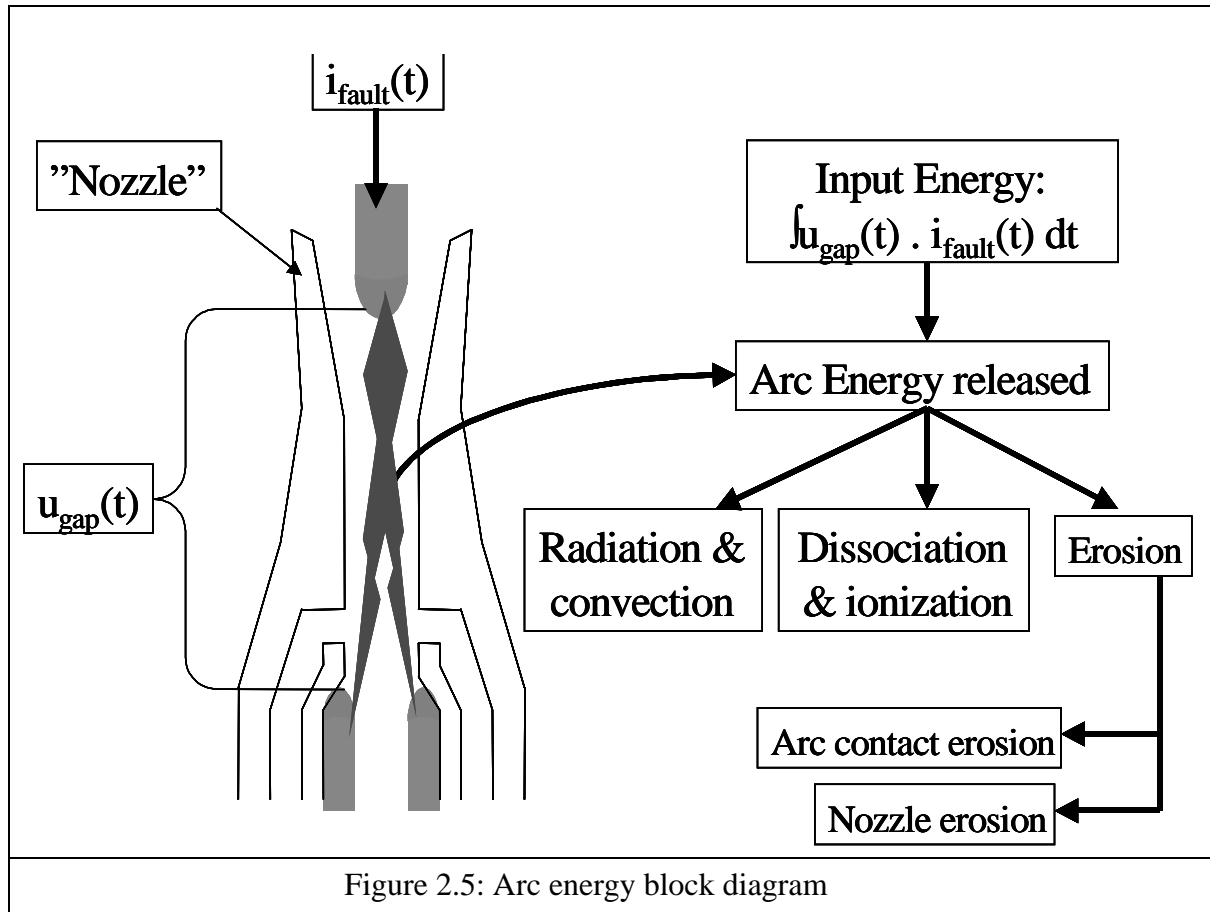 i_fault(t)
”Nozzle”
u_gap(t)
Input Energy:
∫u_gap(t) . i_fault(t) dt
Arc Energy released
Radiation &
convection
Dissociation
& ionization
Erosion
Arc contact erosion
Nozzle erosion
Figure 2.5: Arc energy block diagram